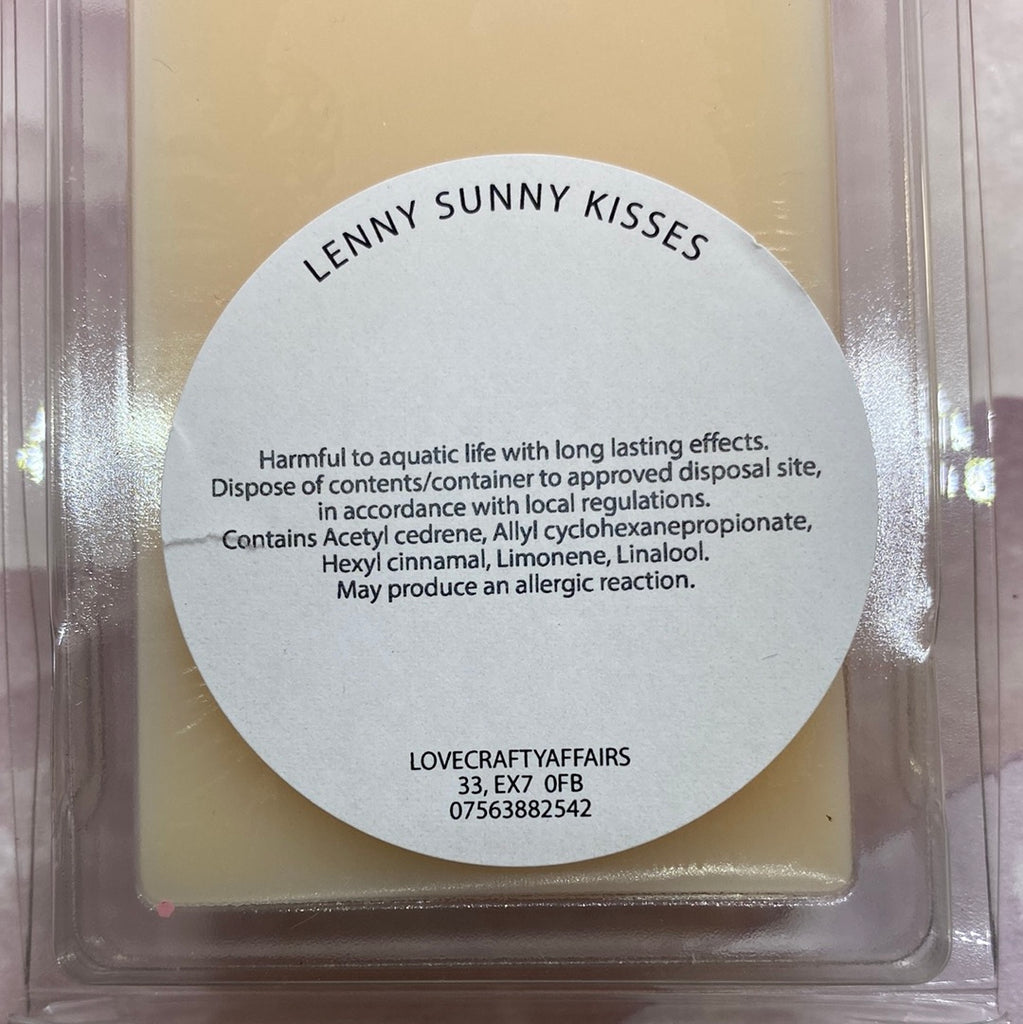 LENNY SUNNY KISSES
Harmful to aquatic life with long lasting effects.
Dispose of contents/container to approved disposal site,
in accordance with local regulations.
Contains Acetyl cedrene, Allyl cyclohexanepropionate,
Hexyl cinnamal, Limonene, Linalool.
May produce an allergic reaction.
LOVECRAFTYAFFAIRS
33, EX7 0FB
07563882542